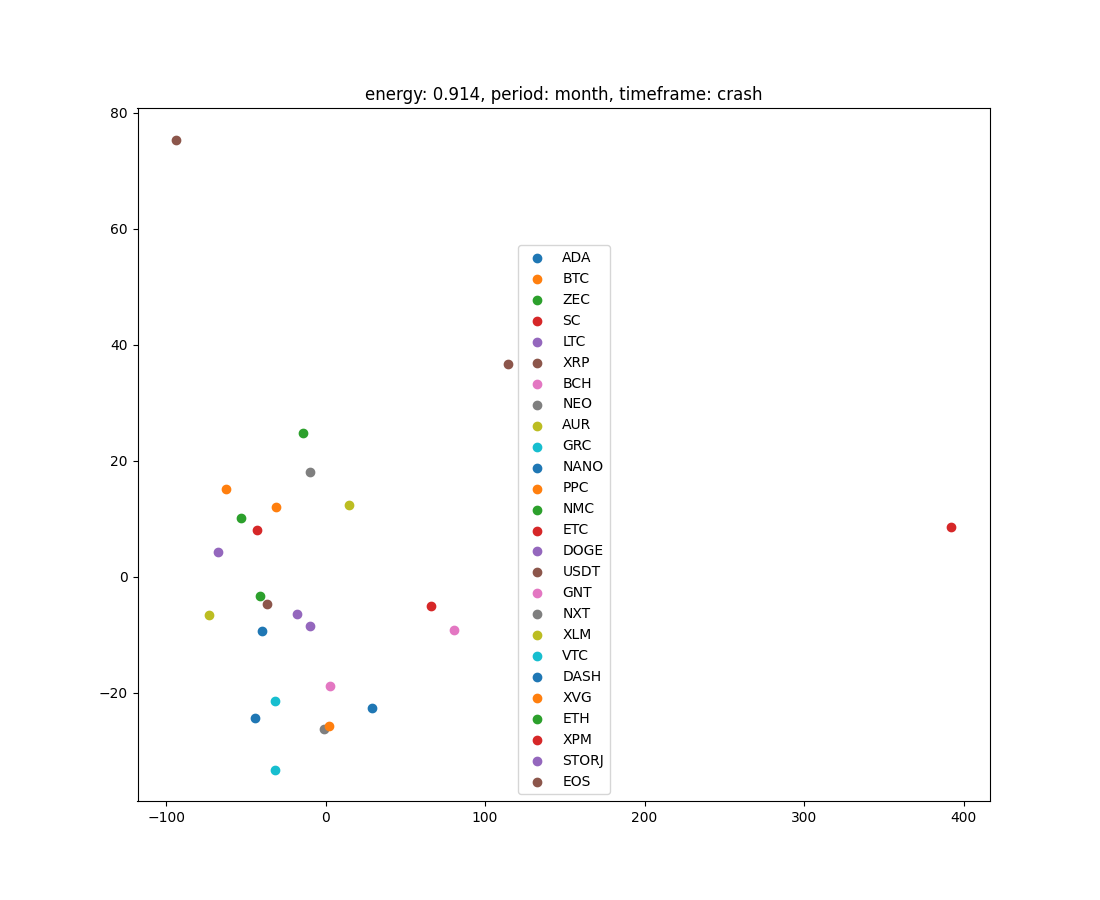 energy: 0.914, period: month, timeframe: crash
80
60
40
20
0
−20
ADA
BTC
ZEC
SC
LTC
XRP
BCH
NEO
AUR
GRC
NANO
PPC
NMC
ETC
DOGE
USDT
GNT
NXT
XLM
VTC
DASH
XVG
ETH
XPM
STORJ
EOS
−100 0 100 200 300 400